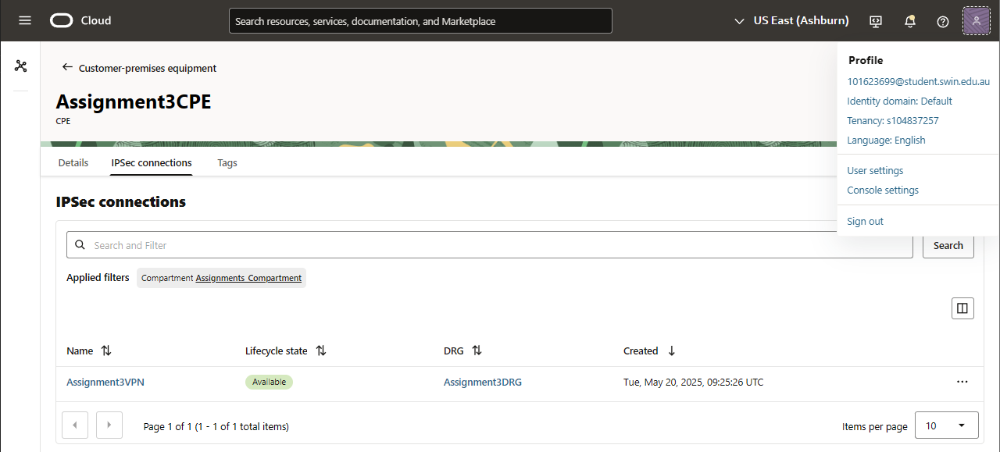 Cloud
Search resources, services, documentation, and Marketplace
US East (Ashburn)
Profile
101623699@student.swin.edu.au
Identity domain: Default
Tenancy: s104837257
Language: English
User settings
Console settings
Sign out
Customer-premises equipment
Assignment3CPE
CPE
Details IPSec connections Tags
IPSec connections
Search and Filter Search
Applied filters Compartment Assignments_Compartment
Name Lifecycle state DRG Created
Assignment3VPN Available Assignment3DRG Tue, May 20, 2025, 09:25:26 UTC
Page 1 of 1 (1 - 1 of 1 total items) Items per page 10